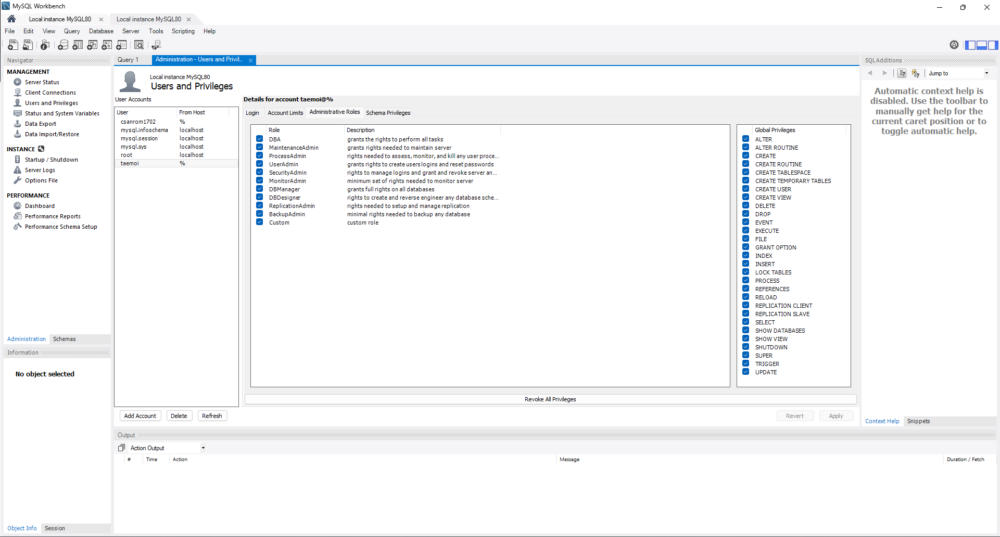 MySQL Workbench
Local instance MySQL80
Local instance MySQL80
File Edit View Query Database Server Tools Scripting Help
Navigator
MANAGEMENT
Server Status
Client Connections
Users and Privileges
Status and System Variables
Data Export
Data Import/Restore
INSTANCE
Startup / Shutdown
Server Logs
Options File
PERFORMANCE
Dashboard
Performance Reports
Performance Schema Setup
Administration Schemas
Information
No object selected
Object Info Session
Query 1 Administration - Users and Privil...
Local instance MySQL80
Users and Privileges
User Accounts
User From Host
csanrom1702 %
mysql.infoschema localhost
mysql.session localhost
mysql.sys localhost
root localhost
taemoi %
Add Account Delete Refresh
Details for account taemoi@%
Login Account Limits Administrative Roles Schema Privileges
Role Description
DBA grants the rights to perform all tasks
MaintenanceAdmin grants rights needed to maintain server
ProcessAdmin rights needed to assess, monitor, and kill any user proce...
UserAdmin grants rights to create users logins and reset passwords
SecurityAdmin rights to manage logins and grant and revoke server an...
MonitorAdmin minimum set of rights needed to monitor server
DBManager grants full rights on all databases
DBDesigner rights to create and reverse engineer any database sche...
ReplicationAdmin rights needed to setup and manage replication
BackupAdmin minimal rights needed to backup any database
Custom custom role
Global Privileges
ALTER
ALTER ROUTINE
CREATE
CREATE ROUTINE
CREATE TABLESPACE
CREATE TEMPORARY TABLES
CREATE USER
CREATE VIEW
DELETE
DROP
EVENT
EXECUTE
FILE
GRANT OPTION
INDEX
INSERT
LOCK TABLES
PROCESS
REFERENCES
RELOAD
REPLICATION CLIENT
REPLICATION SLAVE
SELECT
SHOW DATABASES
SHOW VIEW
SHUTDOWN
SUPER
TRIGGER
UPDATE
Revoke All Privileges
Revert Apply
Output
Action Output
# Time Action Message Duration / Fetch
SQLAdditions
Jump to
Automatic context help is
disabled. Use the toolbar to
manually get help for the
current caret position or to
toggle automatic help.
Context Help Snippets